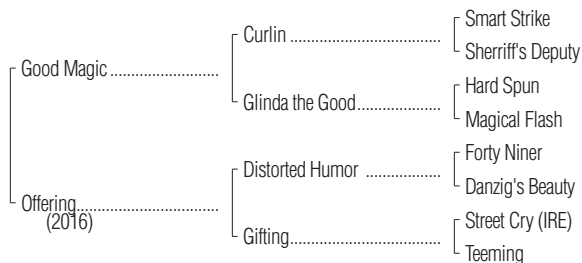 Smart Strike
Curlin ........................................
Sherriff's Deputy
Good Magic .............................
Hard Spun
Glinda the Good......................
Magical Flash
Forty Niner
Distorted Humor ....................
Danzig's Beauty
Offering......................................
(2016)
Street Cry (IRE)
Gifting........................................
Teeming